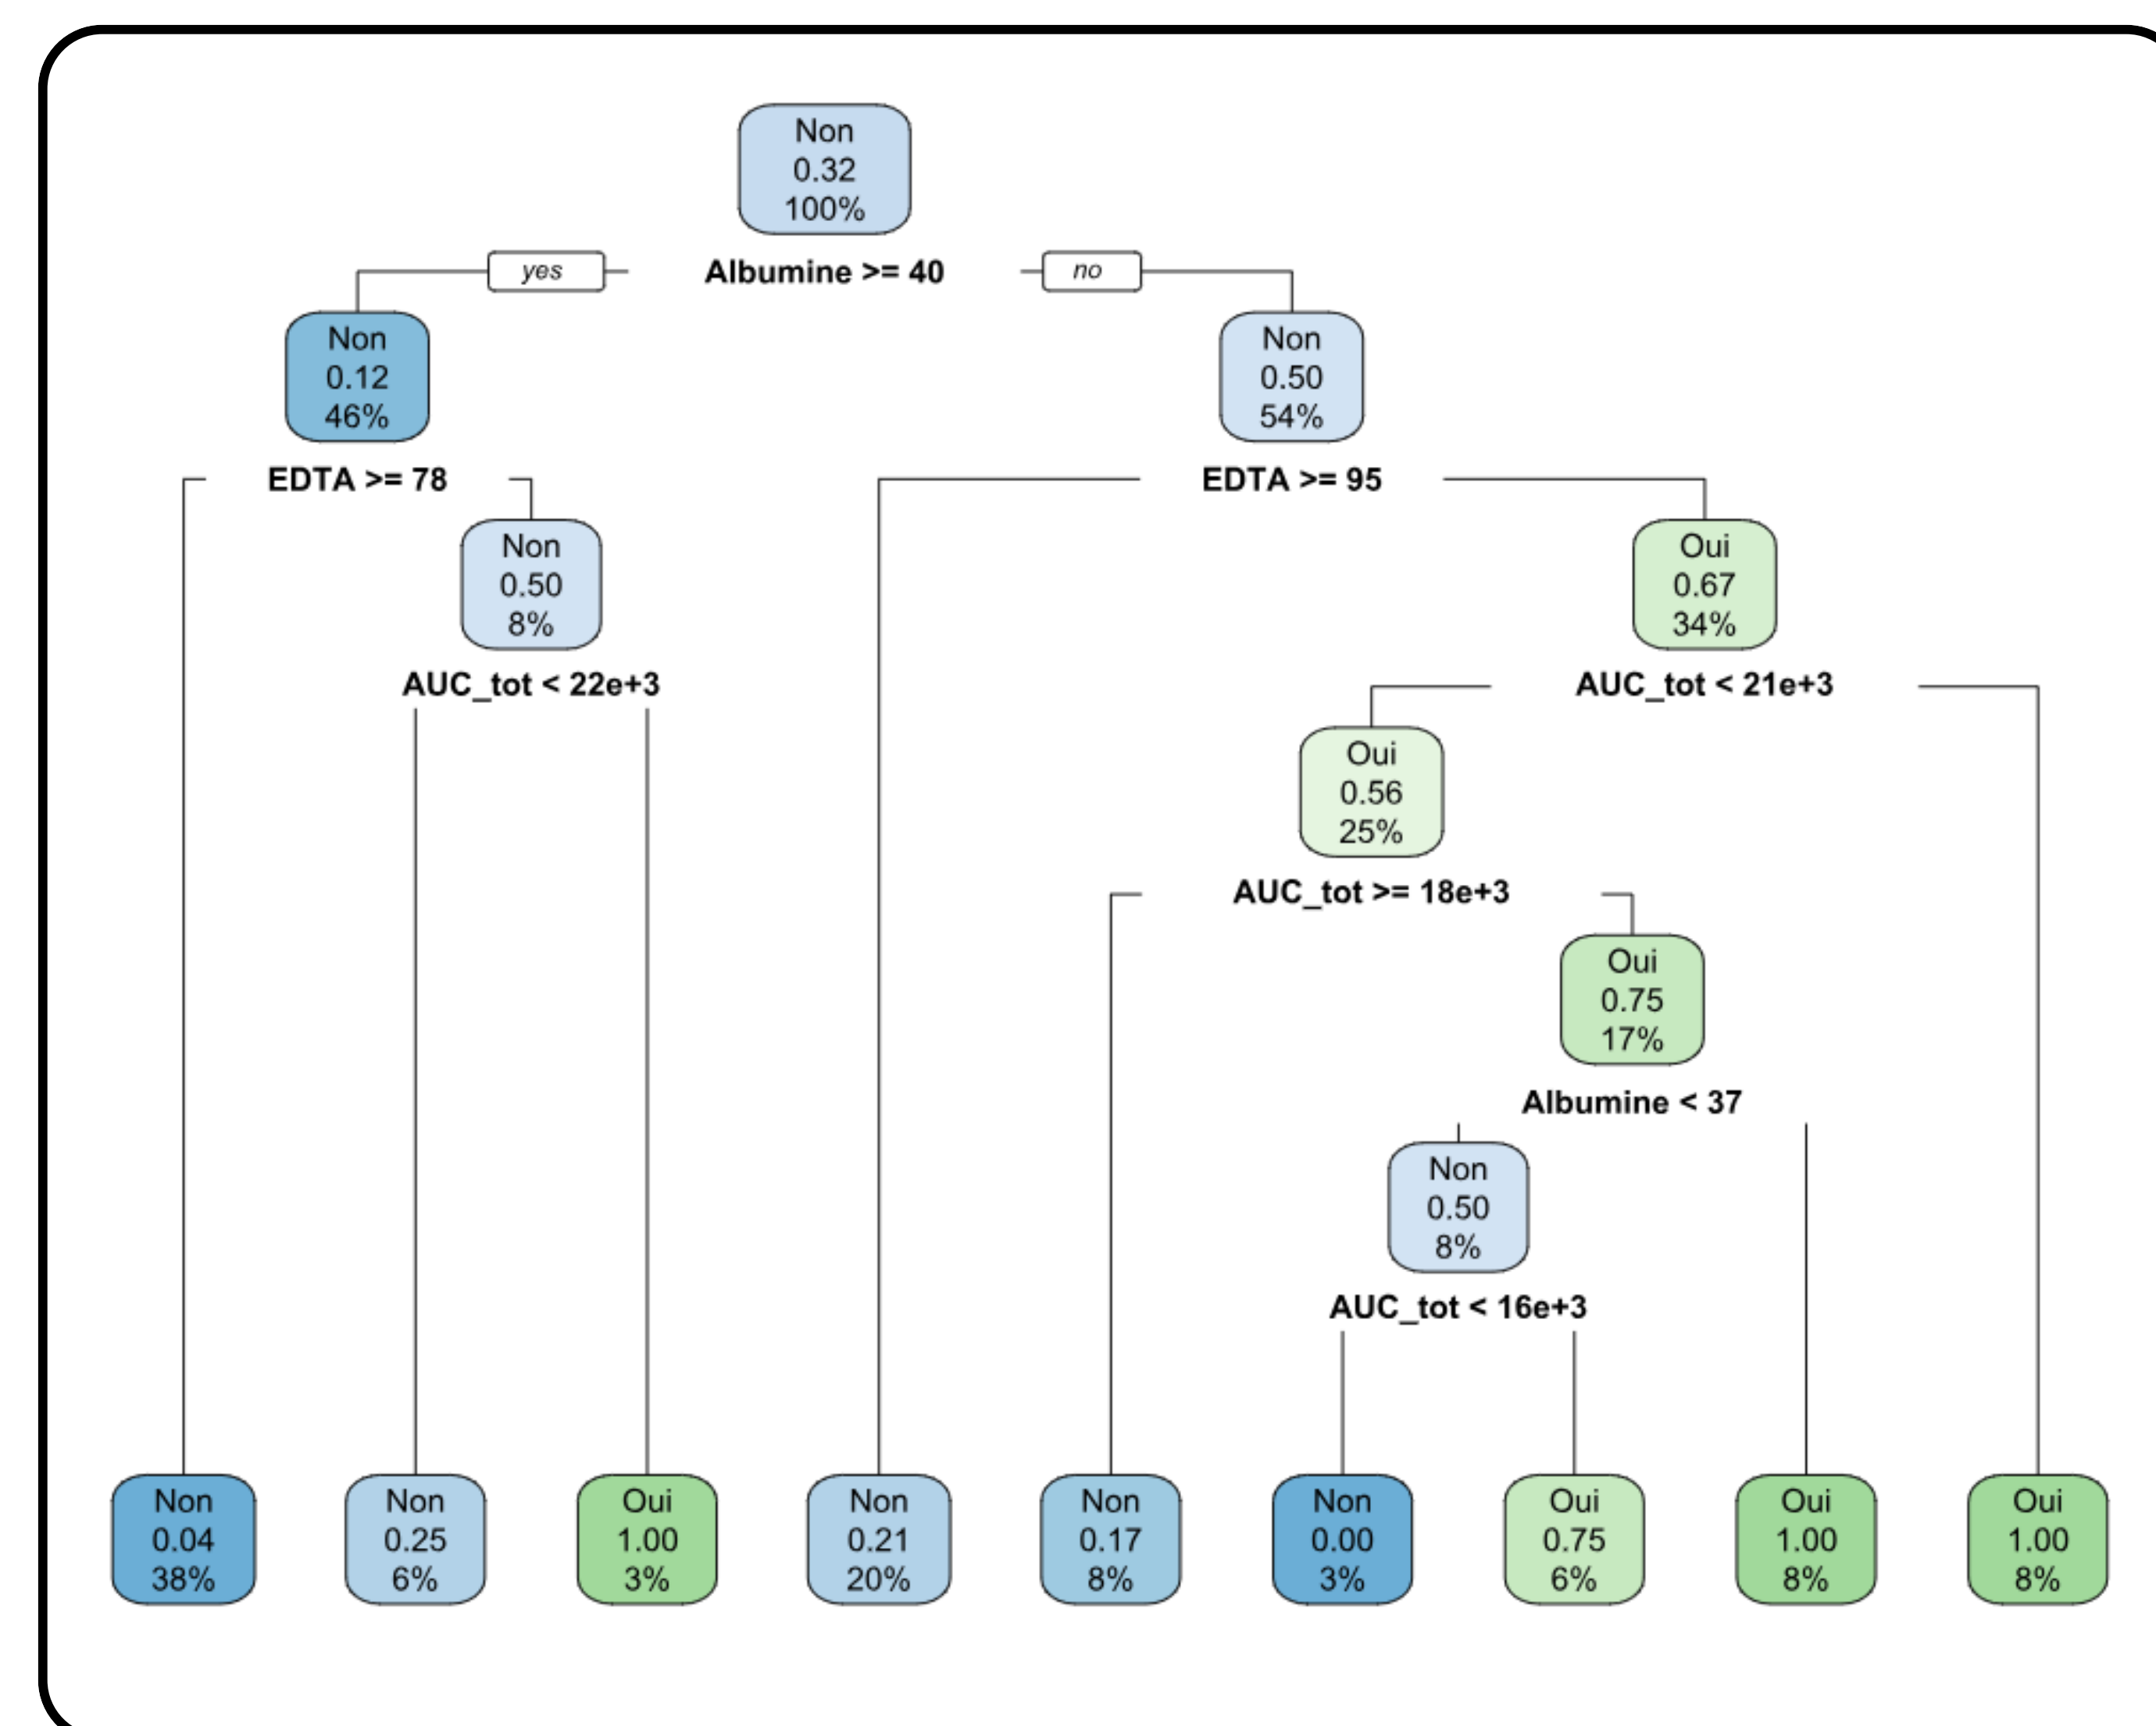 Non
0.32
100%
yes
Albumine >= 40
no
Non
0.12
46%
Non
0.50
54%
EDTA >= 78
EDTA >= 95
Non
0.50
8%
Oui
0.67
34%
AUC_tot < 22e+3
AUC_tot < 21e+3
Oui
0.56
25%
AUC_tot >= 18e+3
Oui
0.75
17%
Albumine < 37
Non
0.50
8%
AUC_tot < 16e+3
Non
0.04
38%
Non
0.25
6%
Oui
1.00
3%
Non
0.21
20%
Non
0.17
8%
Non
0.00
3%
Oui
0.75
6%
Oui
1.00
8%
Oui
1.00
8%